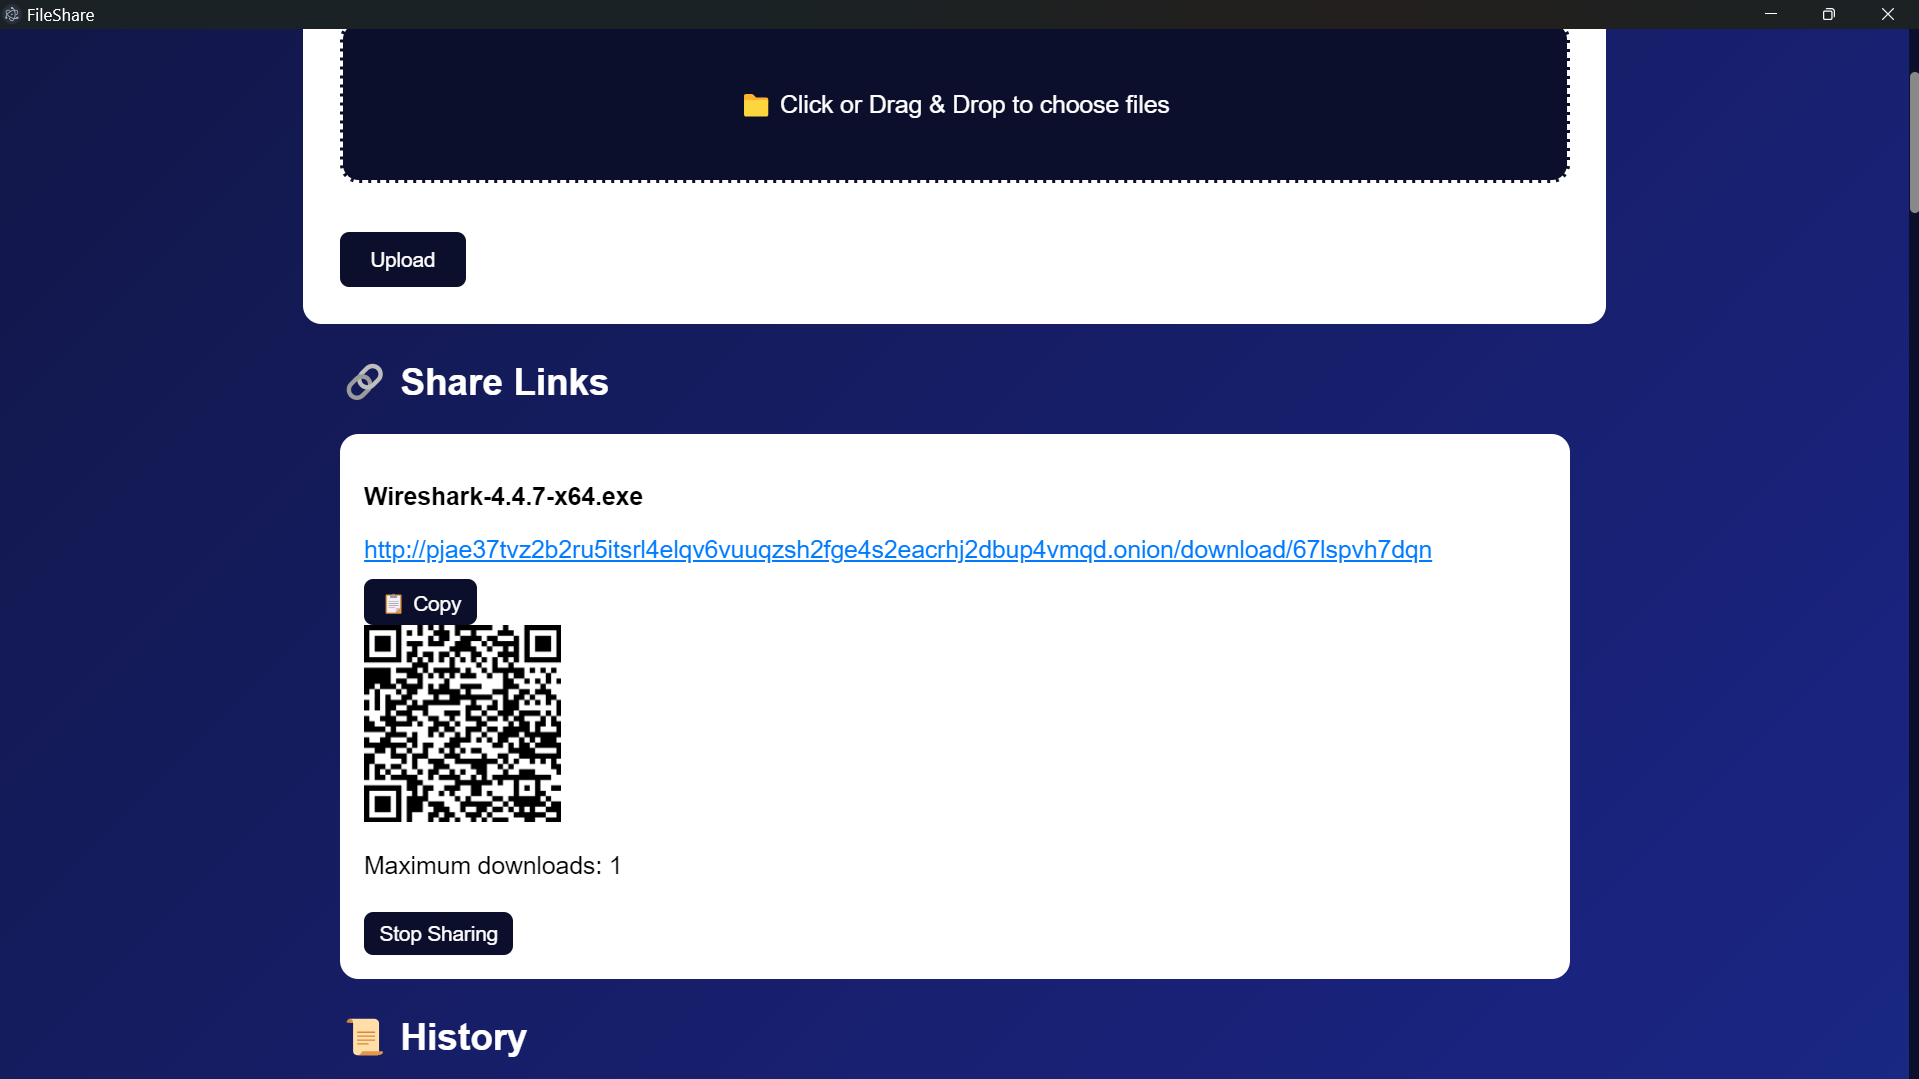 FileShare
Click or Drag & Drop to choose files
Upload
Share Links
Wireshark-4.4.7-x64.exe
http://pjae37tvz2b2ru5itsrl4elqv6vuuqzsh2fge4s2eacrhj2dbup4vmqd.onion/download/67lspvh7dqn
Copy
Maximum downloads: 1
Stop Sharing
History